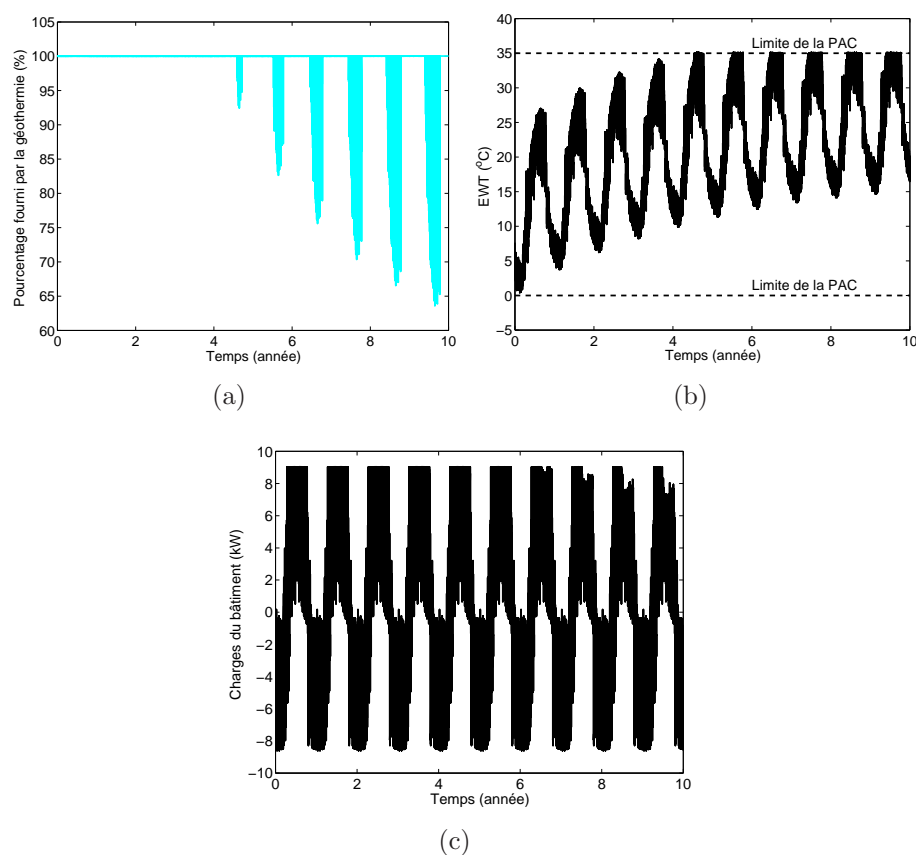 Pourcentage fourni par la géothermie (%)
105
100
95
90
85
80
75
70
65
60
0 2 4 6 8 10
Temps (année)
(a)
EWT (°C)
40
35
30
25
20
15
10
5
0
−5
Limite de la PAC
Limite de la PAC
0 2 4 6 8 10
Temps (année)
(b)
Charges du bâtiment (kW)
10
8
6
4
2
0
−2
−4
−6
−8
−10
0 2 4 6 8 10
Temps (année)
(c)